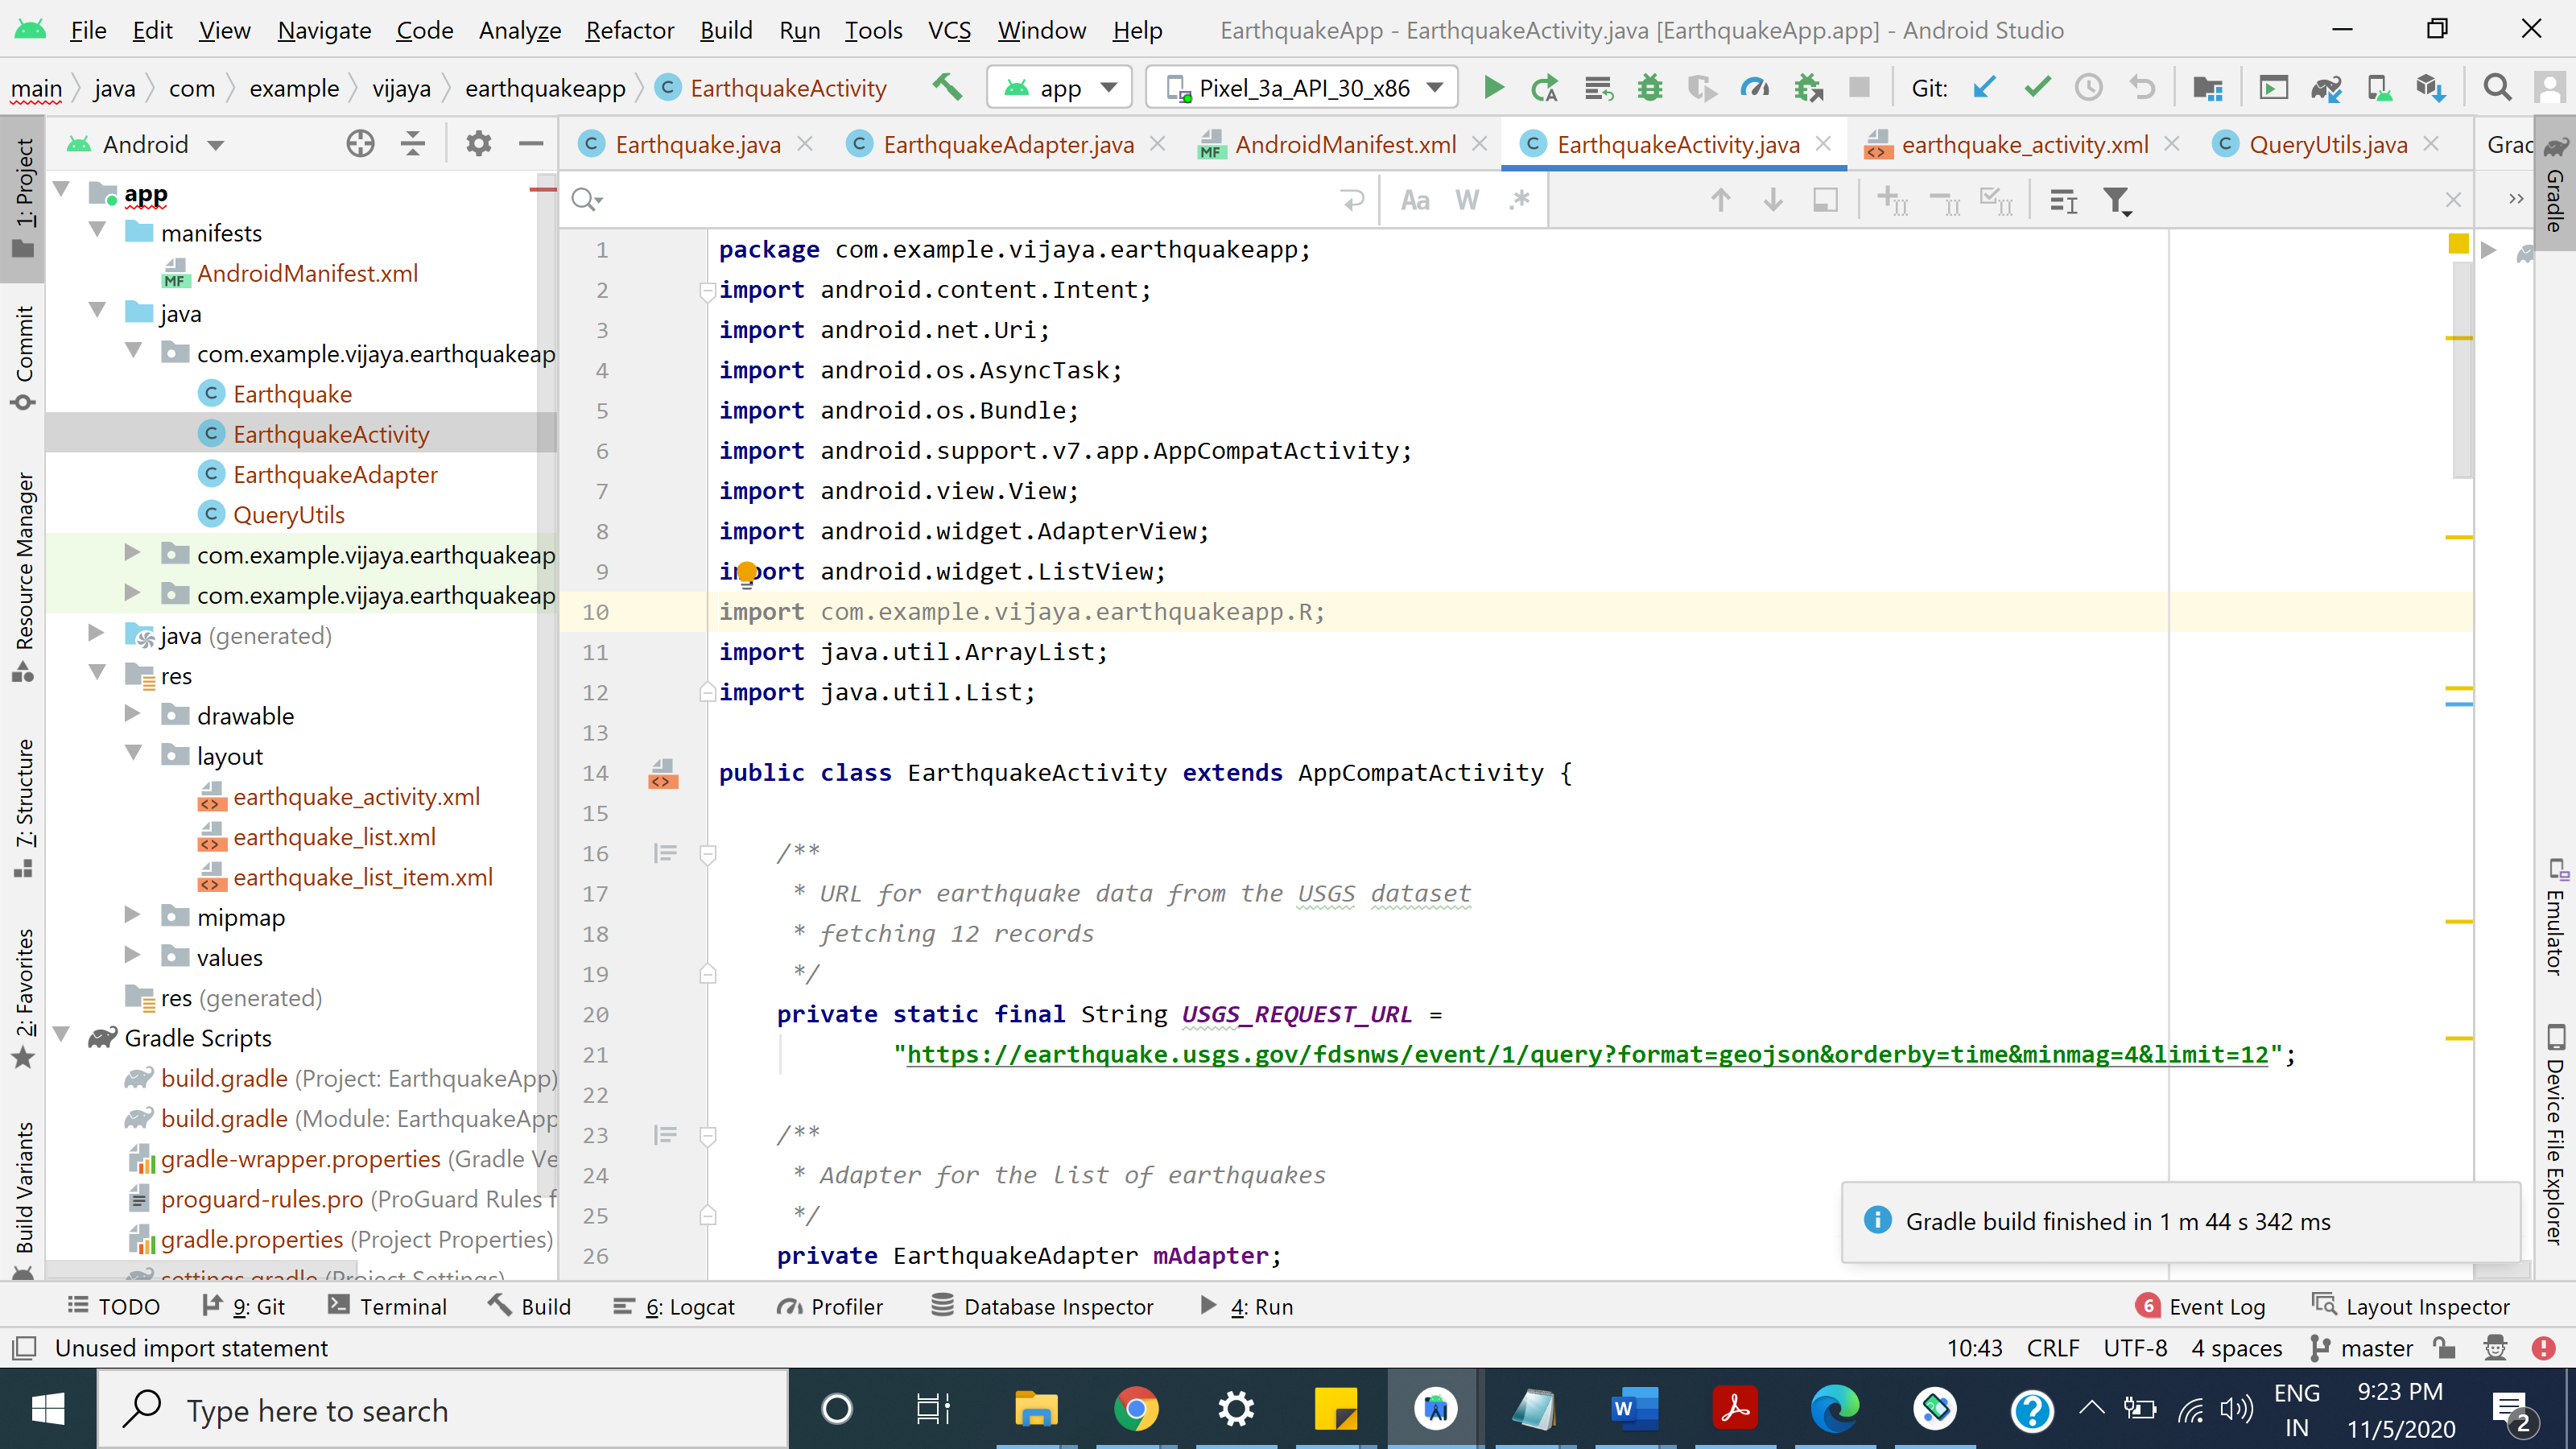 File Edit View Navigate Code Analyze Refactor Build Run Tools VCS Window Help EarthquakeApp - EarthquakeActivity.java [EarthquakeApp.app] - Android Studio
main java com example vijaya earthquakeapp EarthquakeActivity app Pixel_3a_API_30_x86 Git:
Android
Earthquake.java EarthquakeAdapter.java AndroidManifest.xml EarthquakeActivity.java earthquake_activity.xml QueryUtils.java Grad
Aa W .*
1: Project
Commit
Resource Manager
7: Structure
2: Favorites
Build Variants
app
manifests
AndroidManifest.xml
java
com.example.vijaya.earthquakeap
Earthquake
EarthquakeActivity
EarthquakeAdapter
QueryUtils
com.example.vijaya.earthquakeap
com.example.vijaya.earthquakeap
java (generated)
res
drawable
layout
earthquake_activity.xml
earthquake_list.xml
earthquake_list_item.xml
mipmap
values
res (generated)
Gradle Scripts
build.gradle (Project: EarthquakeApp)
build.gradle (Module: EarthquakeApp
gradle-wrapper.properties (Gradle Ve
proguard-rules.pro (ProGuard Rules f
gradle.properties (Project Properties)
settings.gradle (Project Settings)
1 package com.example.vijaya.earthquakeapp;
2 import android.content.Intent;
3 import android.net.Uri;
4 import android.os.AsyncTask;
5 import android.os.Bundle;
6 import android.support.v7.app.AppCompatActivity;
7 import android.view.View;
8 import android.widget.AdapterView;
9 import android.widget.ListView;
10 import com.example.vijaya.earthquakeapp.R;
11 import java.util.ArrayList;
12 import java.util.List;
13
14 public class EarthquakeActivity extends AppCompatActivity {
15
16 /**
17 * URL for earthquake data from the USGS dataset
18 * fetching 12 records
19 */
20 private static final String USGS_REQUEST_URL =
21 "https://earthquake.usgs.gov/fdsnws/event/1/query?format=geojson&orderby=time&minmag=4&limit=12";
22
23 /**
24 * Adapter for the list of earthquakes
25 */
26 private EarthquakeAdapter mAdapter;
Gradle
Emulator
Device File Explorer
Gradle build finished in 1 m 44 s 342 ms
TODO 9: Git Terminal Build 6: Logcat Profiler Database Inspector 4: Run 6 Event Log Layout Inspector
Unused import statement 10:43 CRLF UTF-8 4 spaces master
Type here to search
ENG
IN
9:23 PM
11/5/2020
2